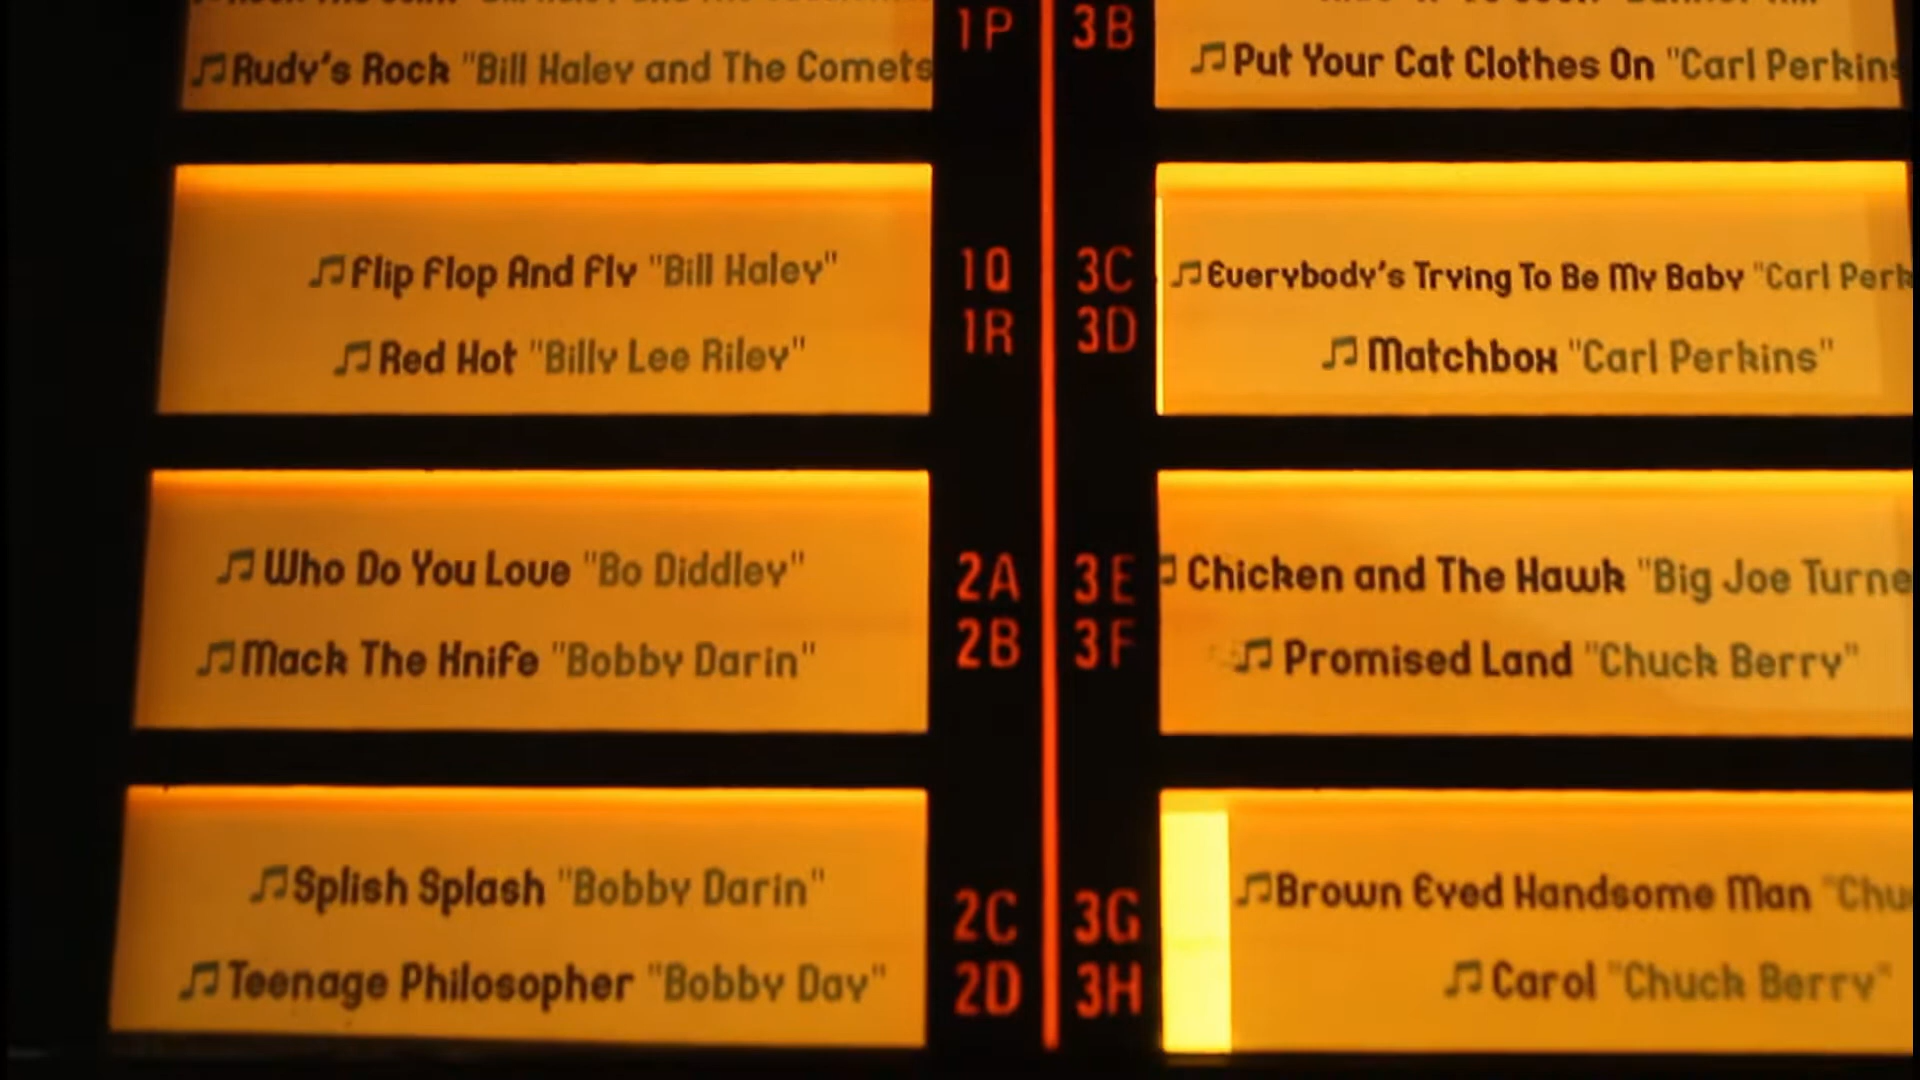 ♫Rudy's Rock "Bill Haley and The Comets
1P
3B
♫Put Your Cat Clothes On "Carl Perkins
♫Flip Flop And Fly "Bill Haley"
1Q
3C
♫Everybody's Trying To Be My Baby "Carl Perk
♫Red Hot "Billy Lee Riley"
1R
3D
♫Matchbox "Carl Perkins"
♫Who Do You Love "Bo Diddley"
2A
3E
♫Chicken and The Hawk "Big Joe Turne
♫Mack The Knife "Bobby Darin"
2B
3F
♫Promised Land "Chuck Berry"
♫Splish Splash "Bobby Darin"
2C
3G
♫Brown Eyed Handsome Man "Chu
♫Teenage Philosopher "Bobby Day"
2D
3H
♫Carol "Chuck Berry"